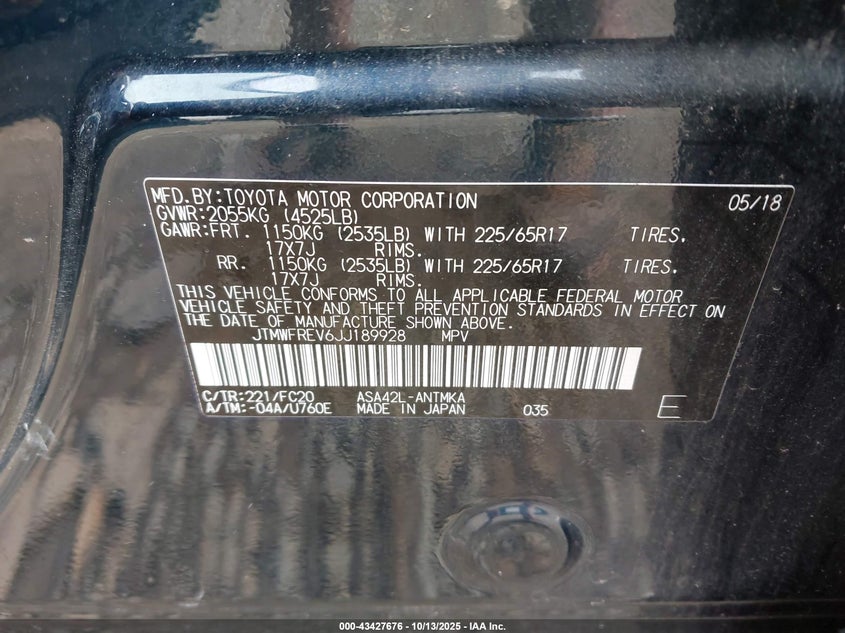 MFD.BY:TOYOTA MOTOR CORPORATION 05/18
GVWR:2055KG (4525LB)
GAWR:FRT. 1150KG (2535LB) WITH 225/65R17 TIRES.
17X7J RIMS.
RR. 1150KG (2535LB) WITH 225/65R17 TIRES.
17X7J RIMS.
THIS VEHICLE CONFORMS TO ALL APPLICABLE FEDERAL MOTOR
VEHICLE SAFETY AND THEFT PREVENTION STANDARDS IN EFFECT ON
THE DATE OF MANUFACTURE SHOWN ABOVE.
JTMWFREV6JJ189928 MPV
C/TR:221/FC20 ASA42L-ANTMKA
A/TM:-04A/U760E MADE IN JAPAN 035 E
000-43427676 - 10/13/2025 - IAA Inc.